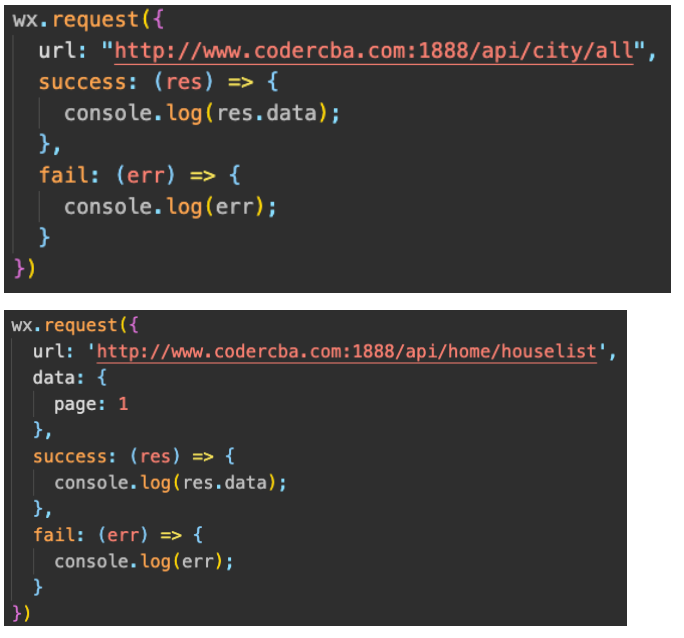 wx.request({
url: "http://www.codercba.com:1888/api/city/all",
success: (res) => {
console.log(res.data);
},
fail: (err) => {
console.log(err);
}
})
wx.request({
url: 'http://www.codercba.com:1888/api/home/houselist',
data: {
page: 1
},
success: (res) => {
console.log(res.data);
},
fail: (err) => {
console.log(err);
}
})